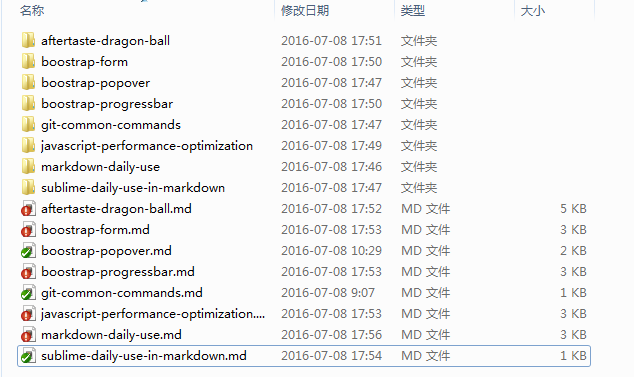 名称 修改日期 类型 大小
aftertaste-dragon-ball 2016-07-08 17:51 文件夹
boostrap-form 2016-07-08 17:50 文件夹
boostrap-popover 2016-07-08 17:47 文件夹
boostrap-progressbar 2016-07-08 17:50 文件夹
git-common-commands 2016-07-08 17:47 文件夹
javascript-performance-optimization 2016-07-08 17:49 文件夹
markdown-daily-use 2016-07-08 17:46 文件夹
sublime-daily-use-in-markdown 2016-07-08 17:47 文件夹
aftertaste-dragon-ball.md 2016-07-08 17:52 MD 文件 5 KB
boostrap-form.md 2016-07-08 17:53 MD 文件 3 KB
boostrap-popover.md 2016-07-08 10:29 MD 文件 2 KB
boostrap-progressbar.md 2016-07-08 17:53 MD 文件 3 KB
git-common-commands.md 2016-07-08 9:07 MD 文件 1 KB
javascript-performance-optimization.... 2016-07-08 17:53 MD 文件 3 KB
markdown-daily-use.md 2016-07-08 17:56 MD 文件 3 KB
sublime-daily-use-in-markdown.md 2016-07-08 17:54 MD 文件 1 KB